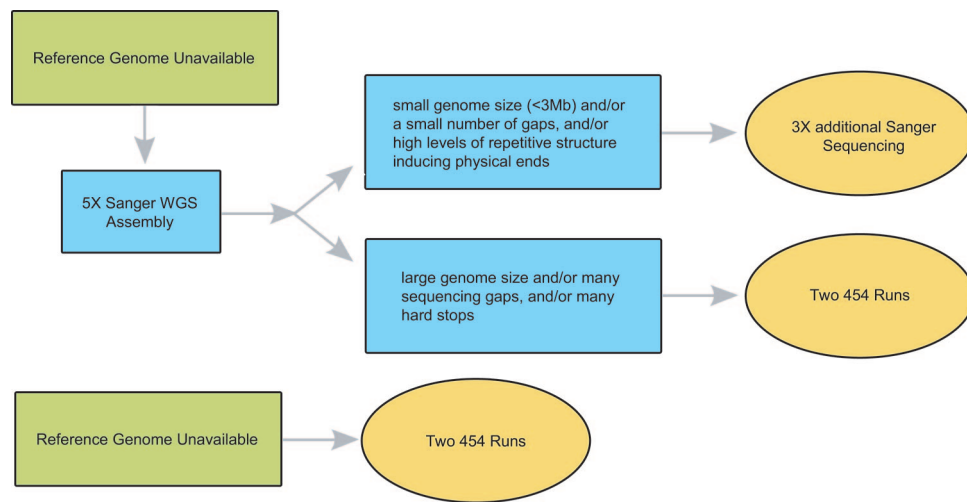 Reference Genome Unavailable
5X Sanger WGS
Assembly
small genome size (<3Mb) and/or
a small number of gaps, and/or
high levels of repetitive structure
inducing physical ends
3X additional Sanger
Sequencing
large genome size and/or many
sequencing gaps, and/or many
hard stops
Two 454 Runs
Reference Genome Unavailable
Two 454 Runs